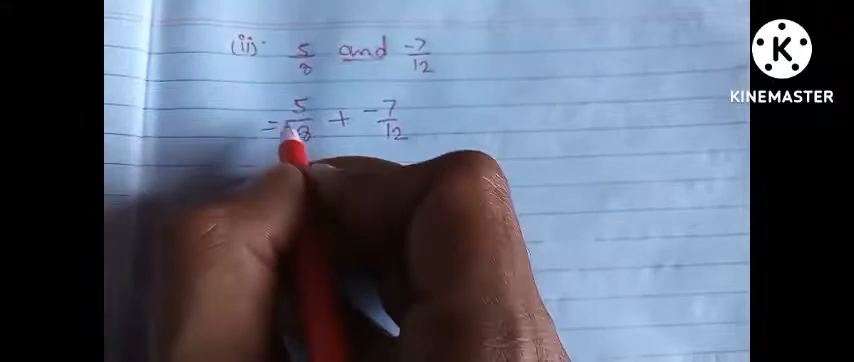 (ii). 5/8 and -7/12
= 5/8 + -7/12
KINEMASTER